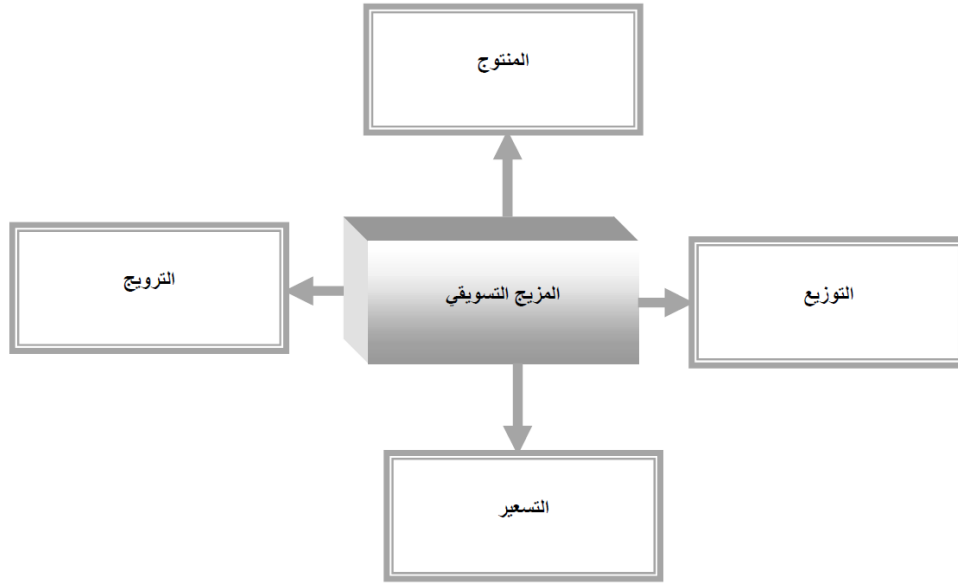 المنتوج
الترويج
المزيج التسويقي
التوزيع
التسعير